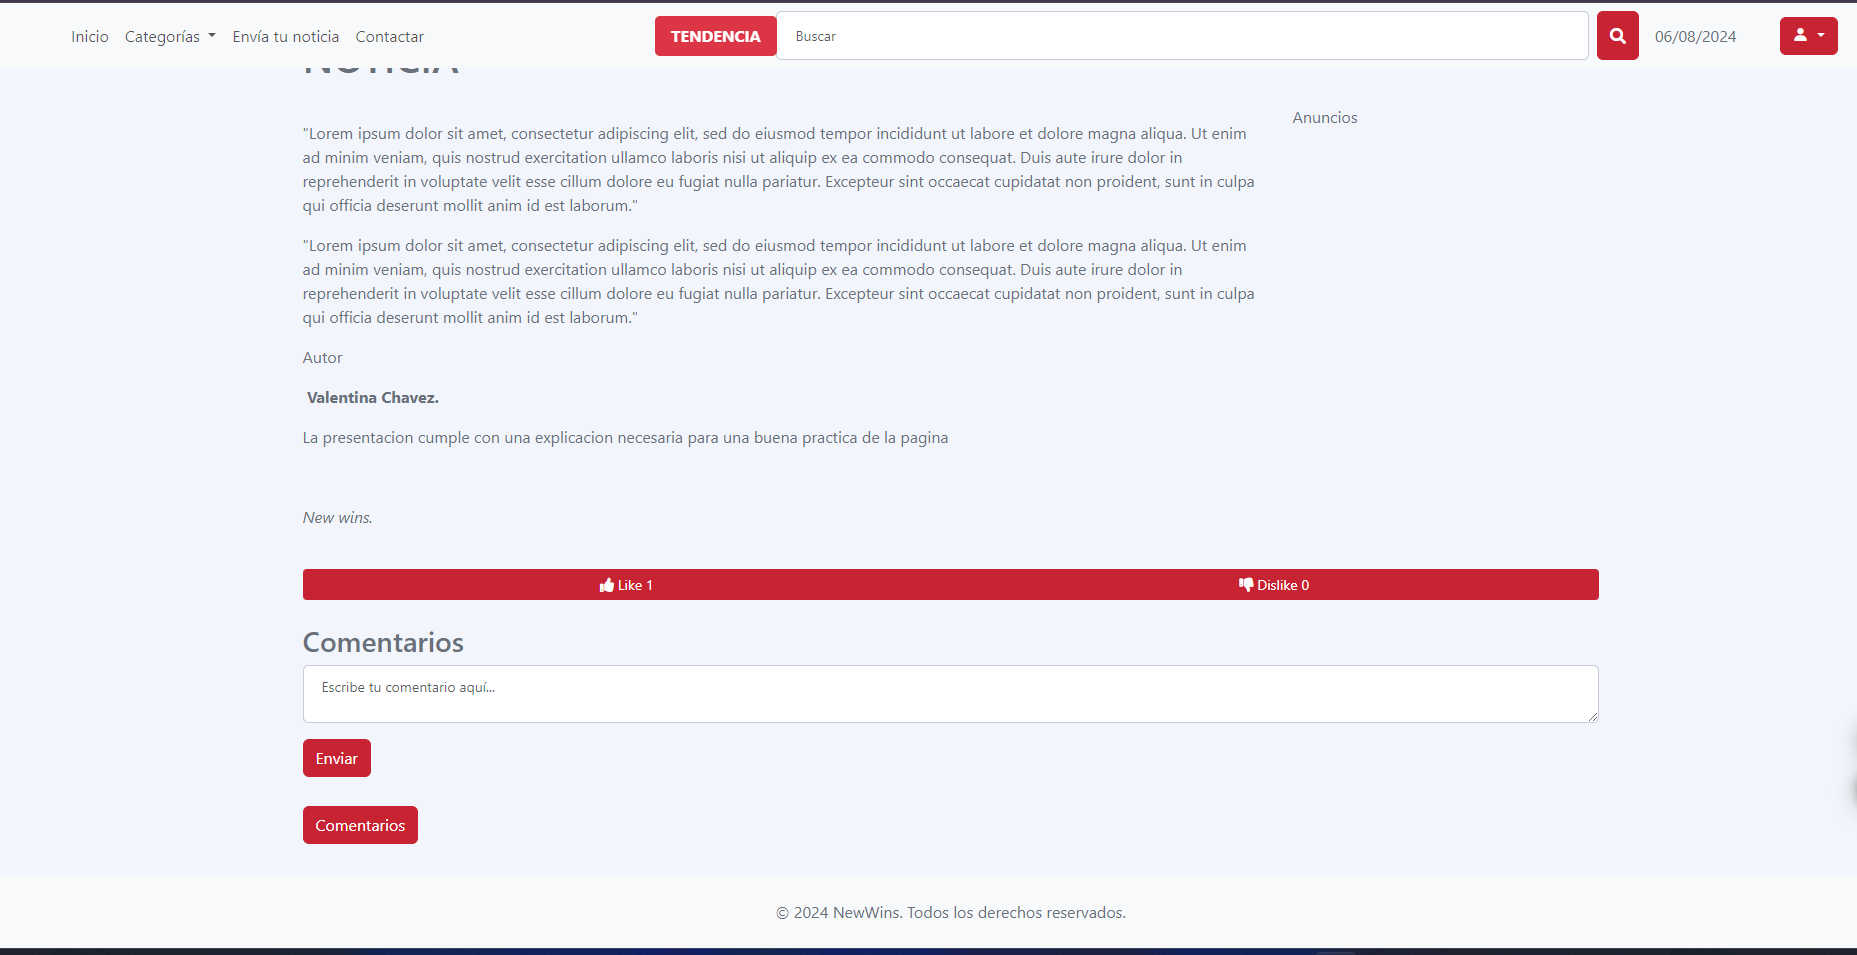 Inicio Categorías Envía tu noticia Contactar TENDENCIA Buscar 06/08/2024
NOTICIA
Anuncios
"Lorem ipsum dolor sit amet, consectetur adipiscing elit, sed do eiusmod tempor incididunt ut labore et dolore magna aliqua. Ut enim
ad minim veniam, quis nostrud exercitation ullamco laboris nisi ut aliquip ex ea commodo consequat. Duis aute irure dolor in
reprehenderit in voluptate velit esse cillum dolore eu fugiat nulla pariatur. Excepteur sint occaecat cupidatat non proident, sunt in culpa
qui officia deserunt mollit anim id est laborum."
"Lorem ipsum dolor sit amet, consectetur adipiscing elit, sed do eiusmod tempor incididunt ut labore et dolore magna aliqua. Ut enim
ad minim veniam, quis nostrud exercitation ullamco laboris nisi ut aliquip ex ea commodo consequat. Duis aute irure dolor in
reprehenderit in voluptate velit esse cillum dolore eu fugiat nulla pariatur. Excepteur sint occaecat cupidatat non proident, sunt in culpa
qui officia deserunt mollit anim id est laborum."
Autor
Valentina Chavez.
La presentacion cumple con una explicacion necesaria para una buena practica de la pagina
New wins.
Like 1 Dislike 0
Comentarios
Escribe tu comentario aquí...
Enviar
Comentarios
© 2024 NewWins. Todos los derechos reservados.